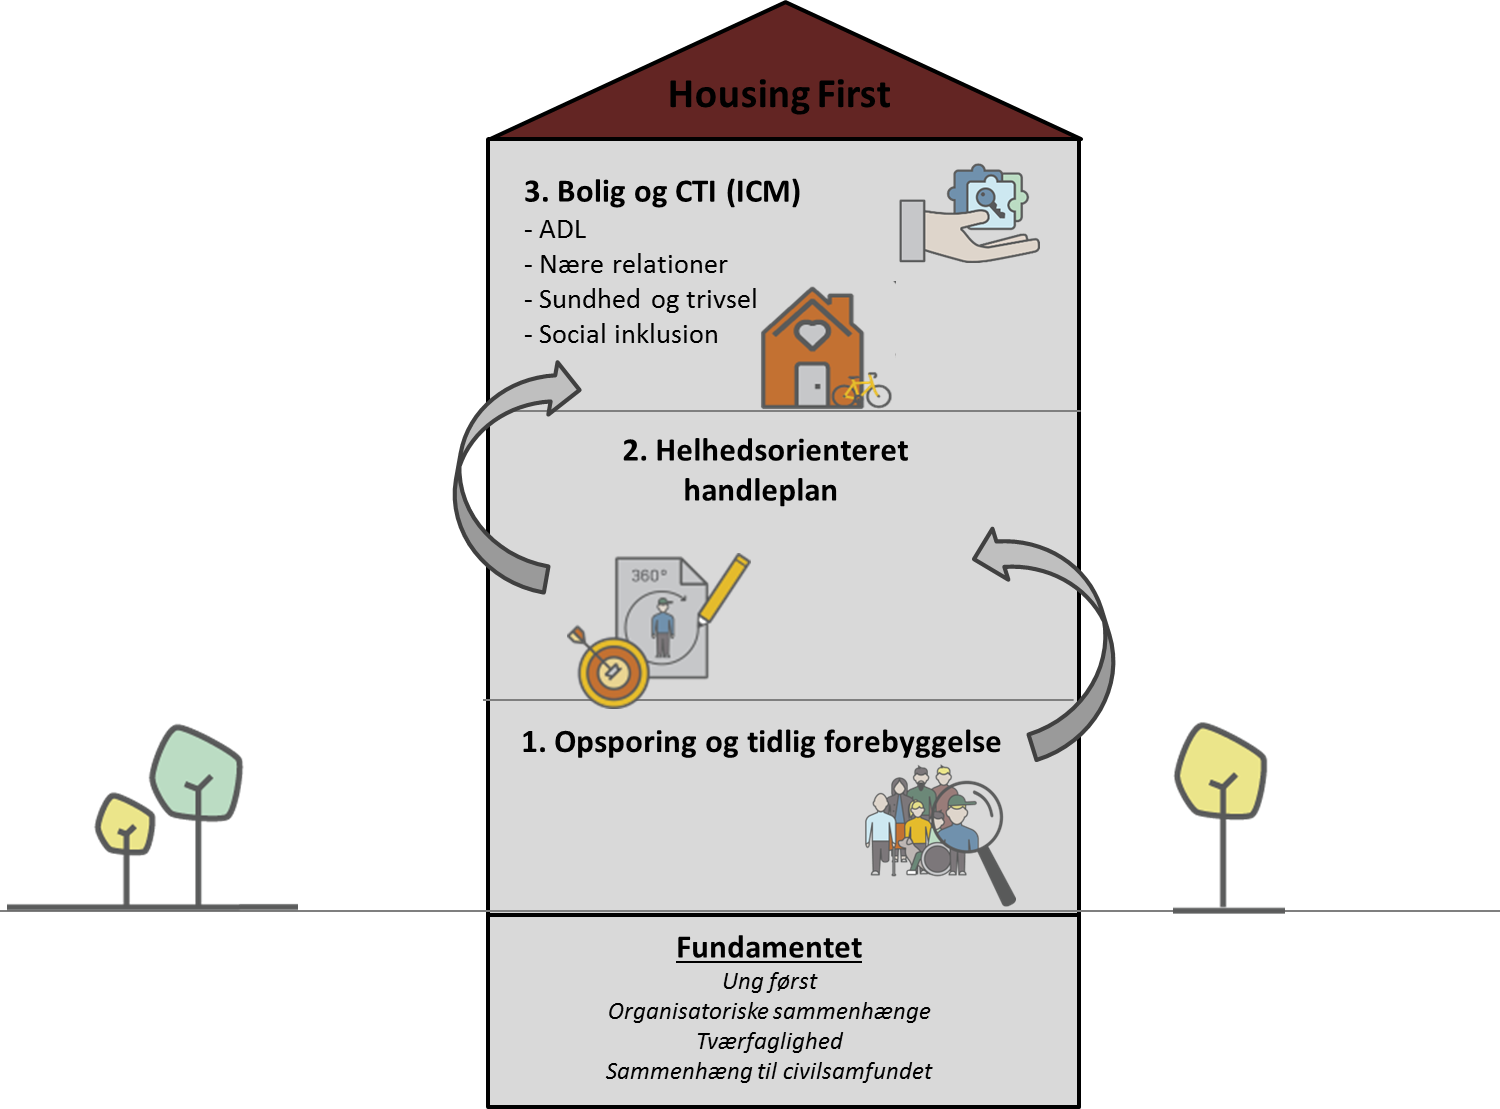 Housing First
3. Bolig og CTI (ICM)
- ADL
- Nære relationer
- Sundhed og trivsel
- Social inklusion
2. Helhedsorienteret
handleplan
360°
1. Opsporing og tidlig forebyggelse
Fundamentet
Ung først
Organisatoriske sammenhænge
Tværfaglighed
Sammenhæng til civilsamfundet